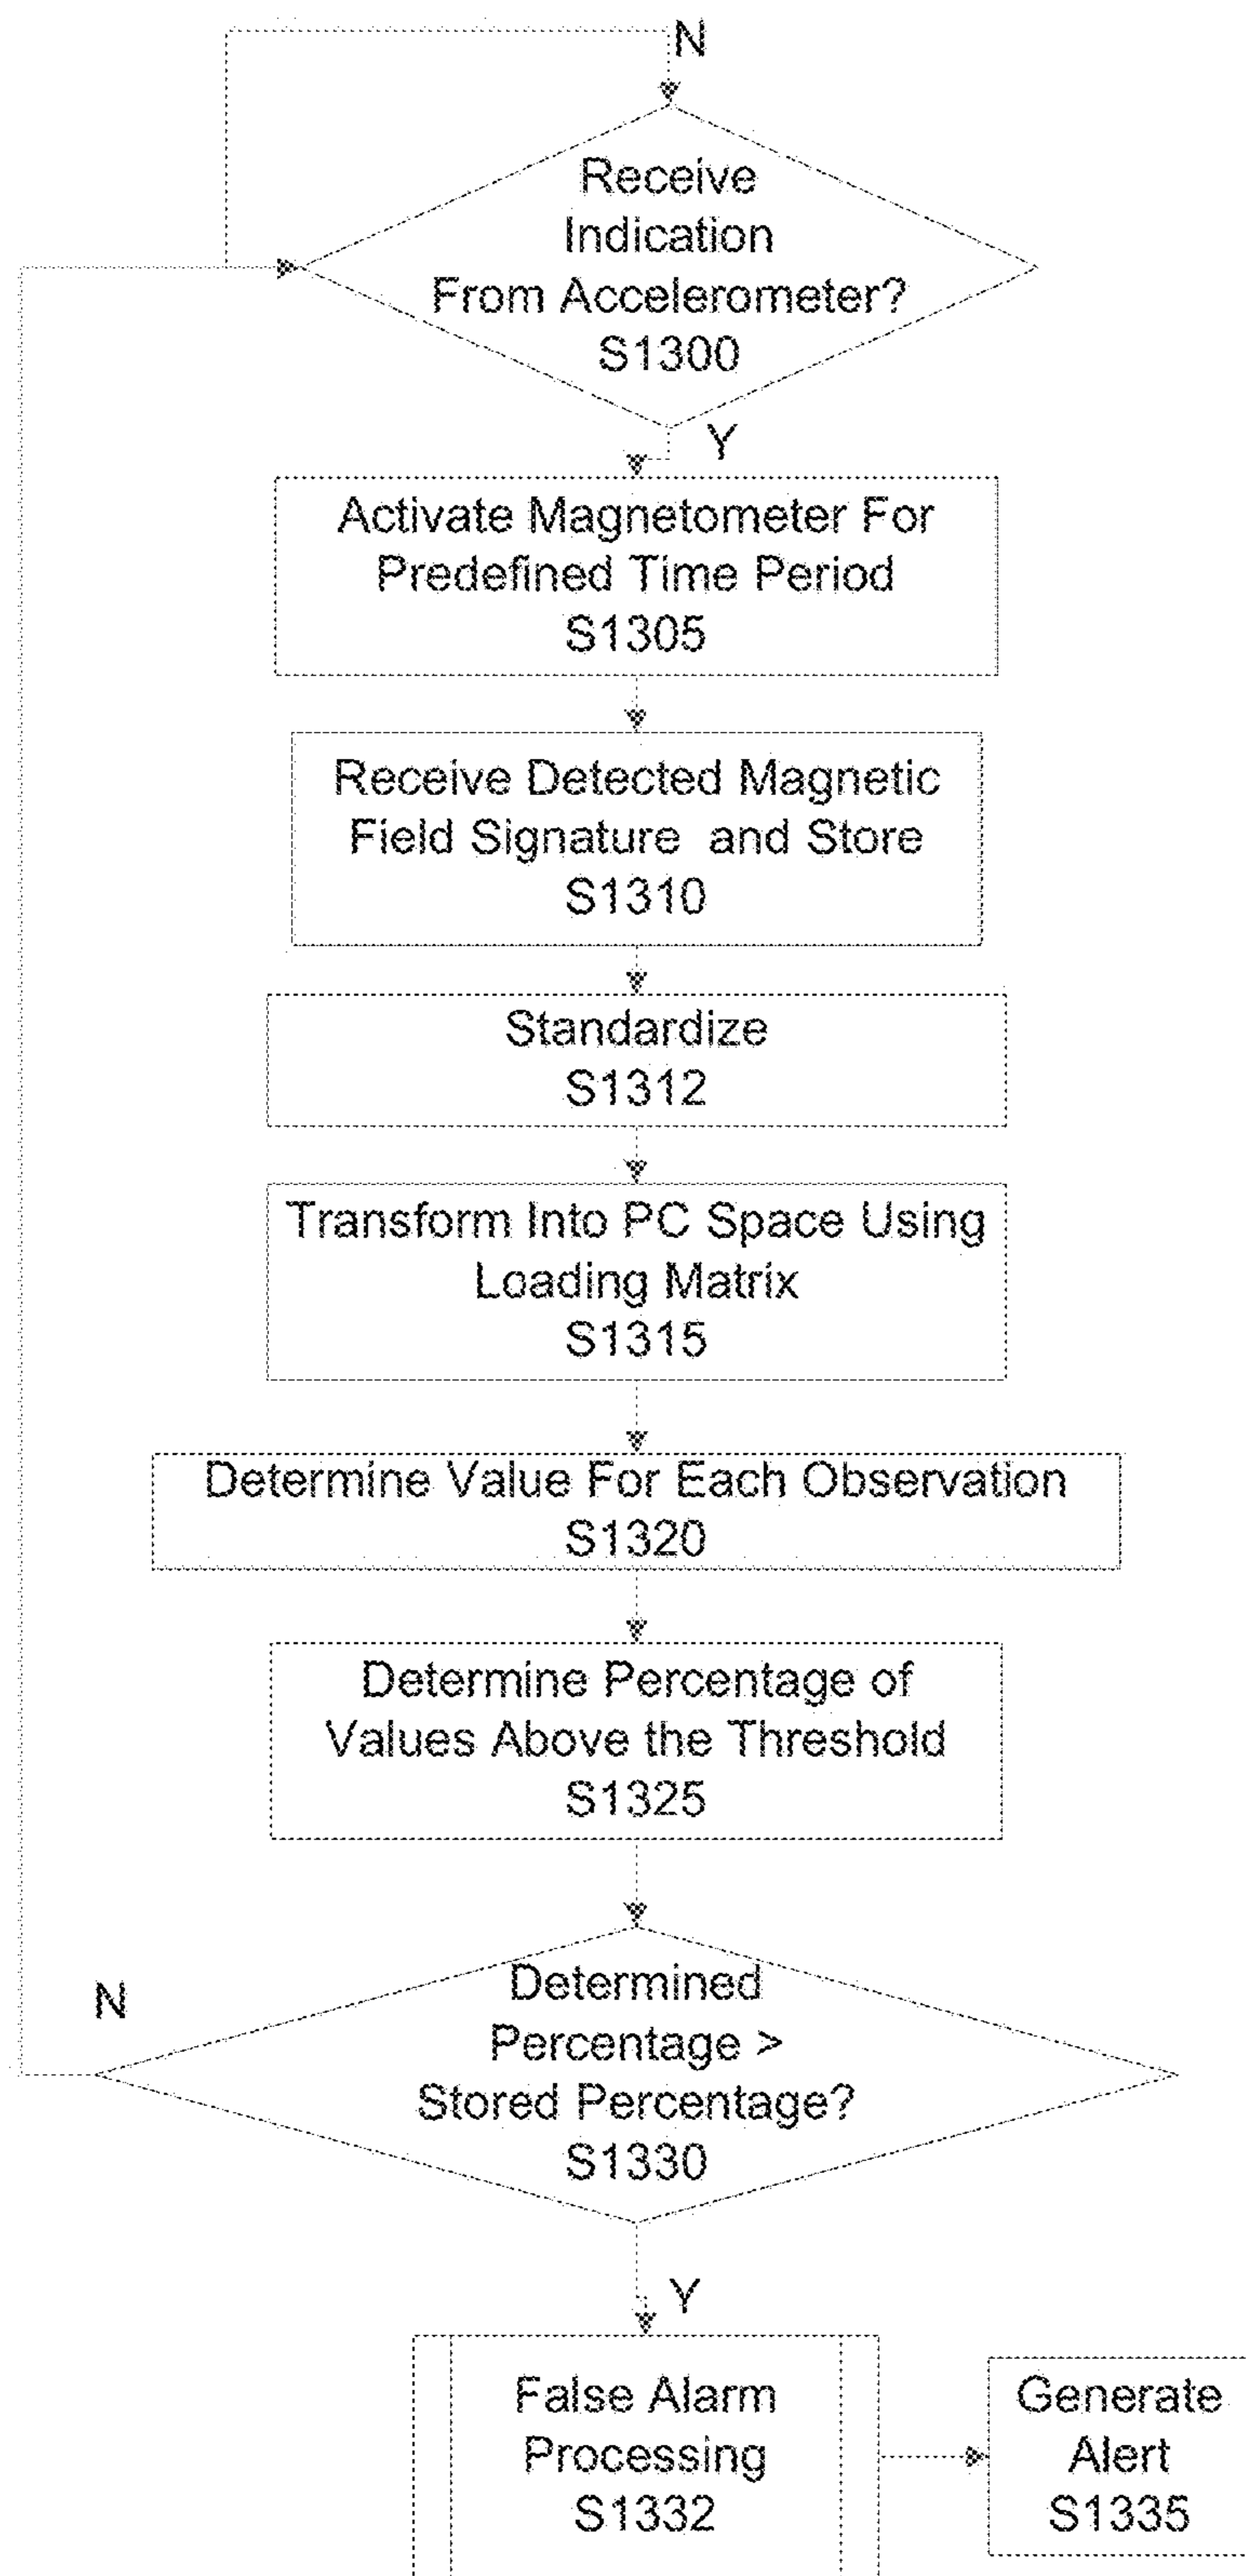 N
Receive
Indication
From Accelerometer?
S1300
Y
Activate Magnetometer For
Predefined Time Period
S1305
Receive Detected Magnetic
Field Signature and Store
S1310
Standardize
S1312
Transform Into PC Space Using
Loading Matrix
S1315
Determine Value For Each Observation
S1320
Determine Percentage of
Values Above the Threshold
S1325
N
Determined
Percentage >
Stored Percentage?
S1330
Y
False Alarm
Processing
S1332
Generate
Alert
S1335